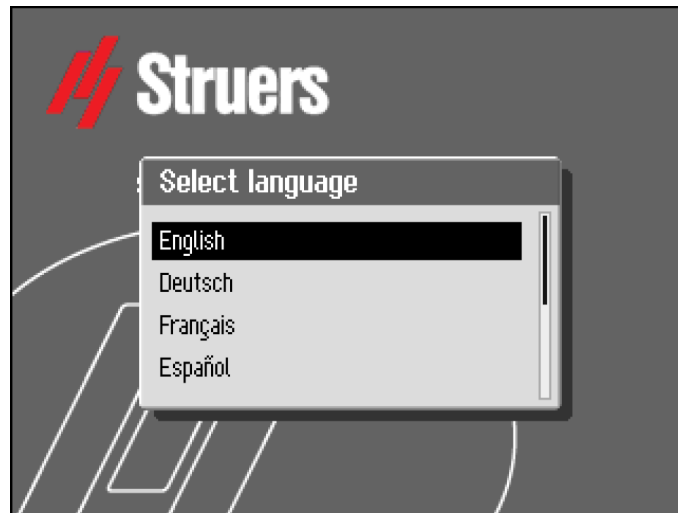 Struers
Select language
English
Deutsch
Français
Español